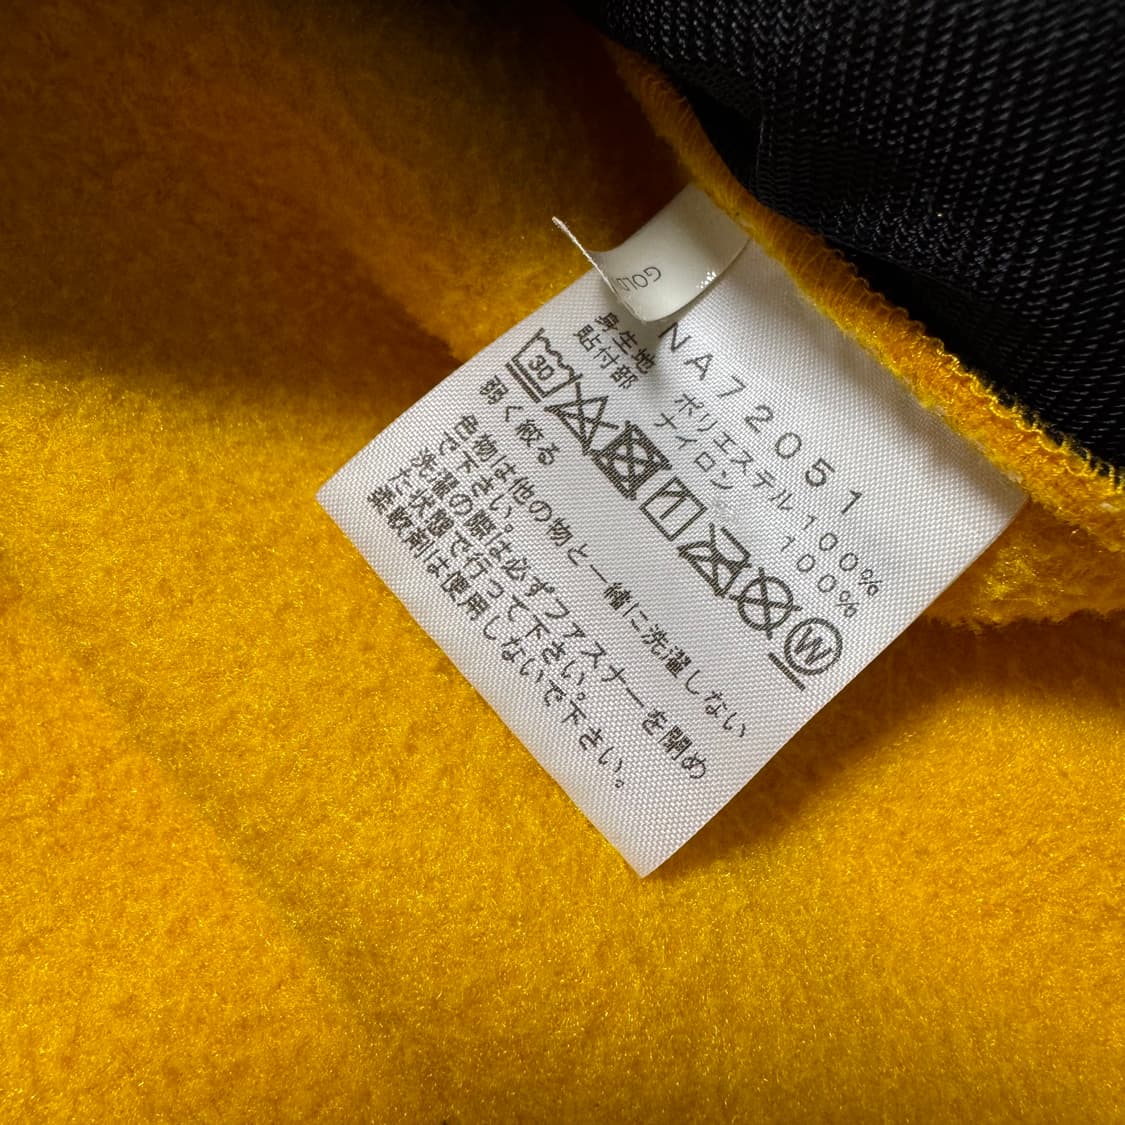 GOLD
NA72051
身生地 ポリエステル 100%
貼付部 ナイロン 100%
30
W
弱く絞る
色物は他の物と一緒に洗濯しない
で下さい。
洗濯の際は必ずファスナーを閉め
た状態で行って下さい。
柔軟剤は使用しないで下さい。